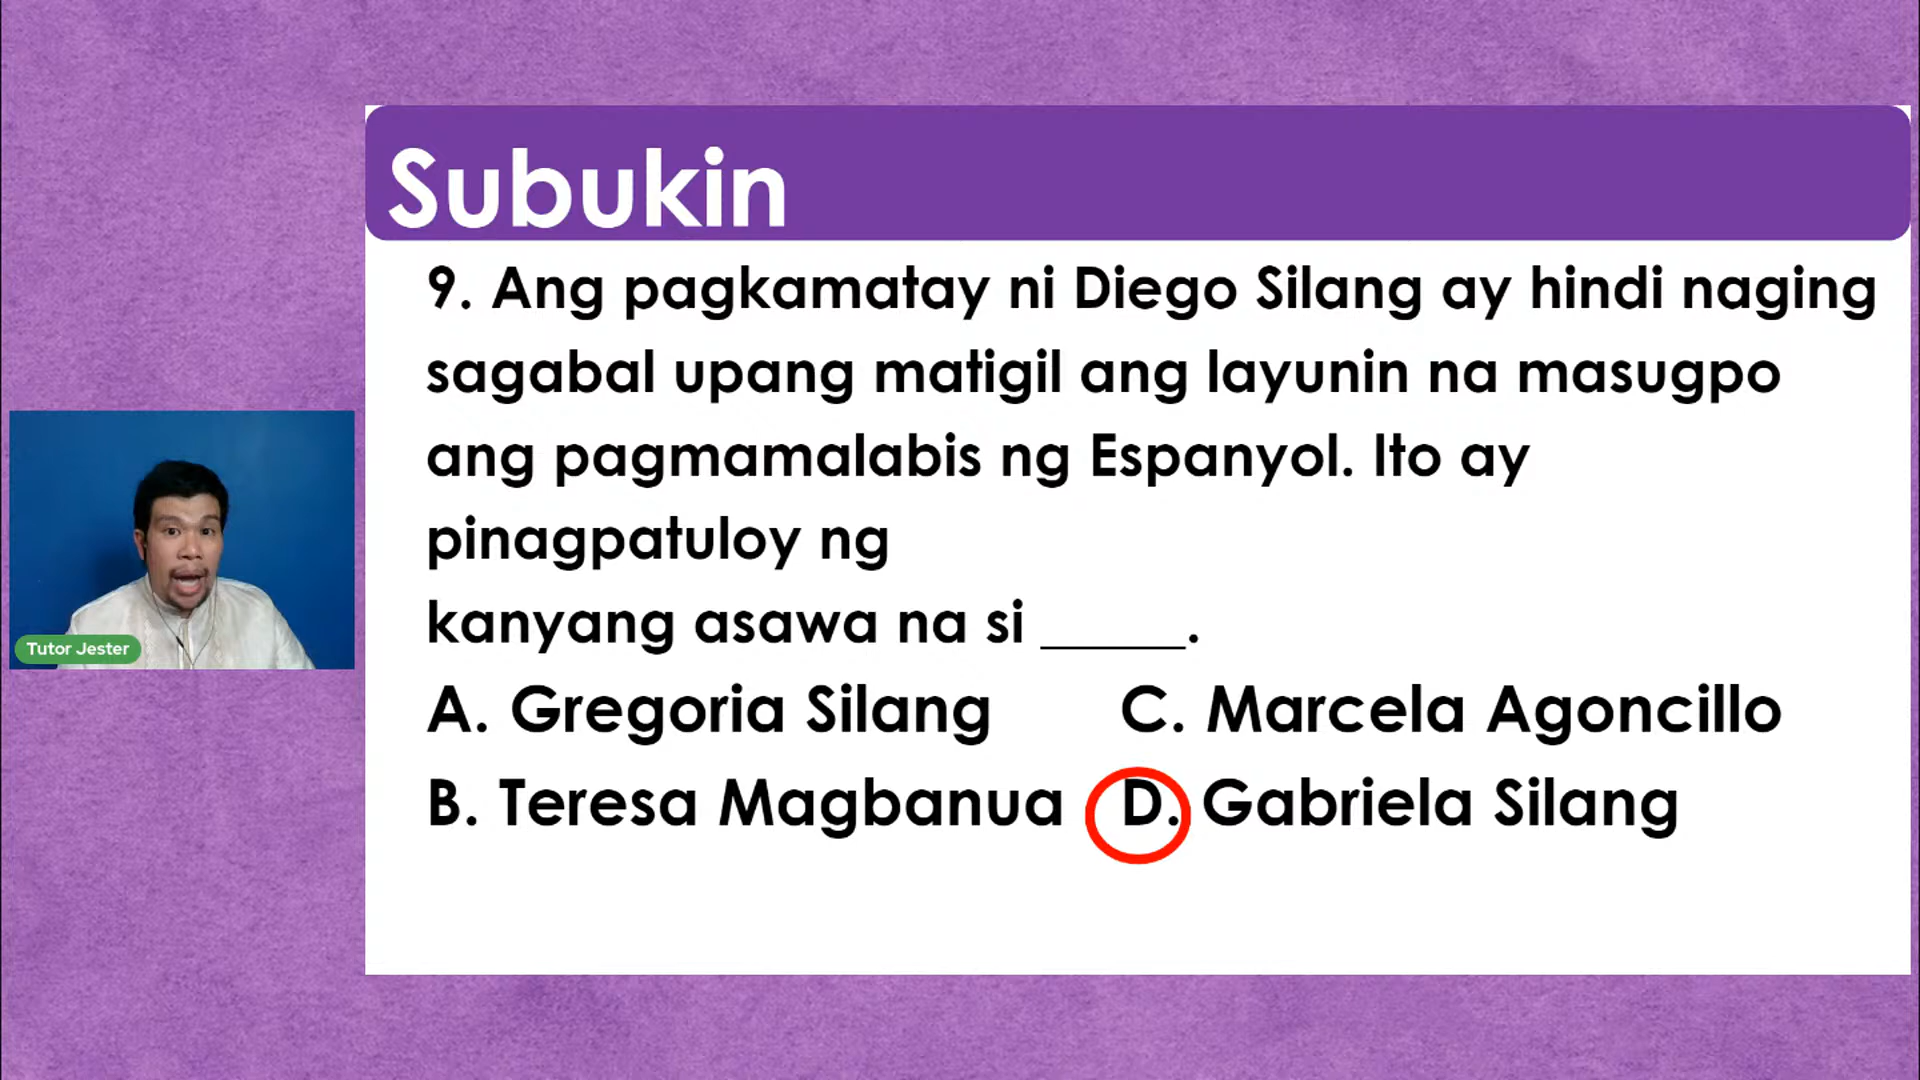 Subukin
9. Ang pagkamatay ni Diego Silang ay hindi naging
sagabal upang matigil ang layunin na masugpo
ang pagmamalabis ng Espanyol. Ito ay
pinagpatuloy ng
kanyang asawa na si ______.
A. Gregoria Silang C. Marcela Agoncillo
B. Teresa Magbanua D. Gabriela Silang
Tutor Jester